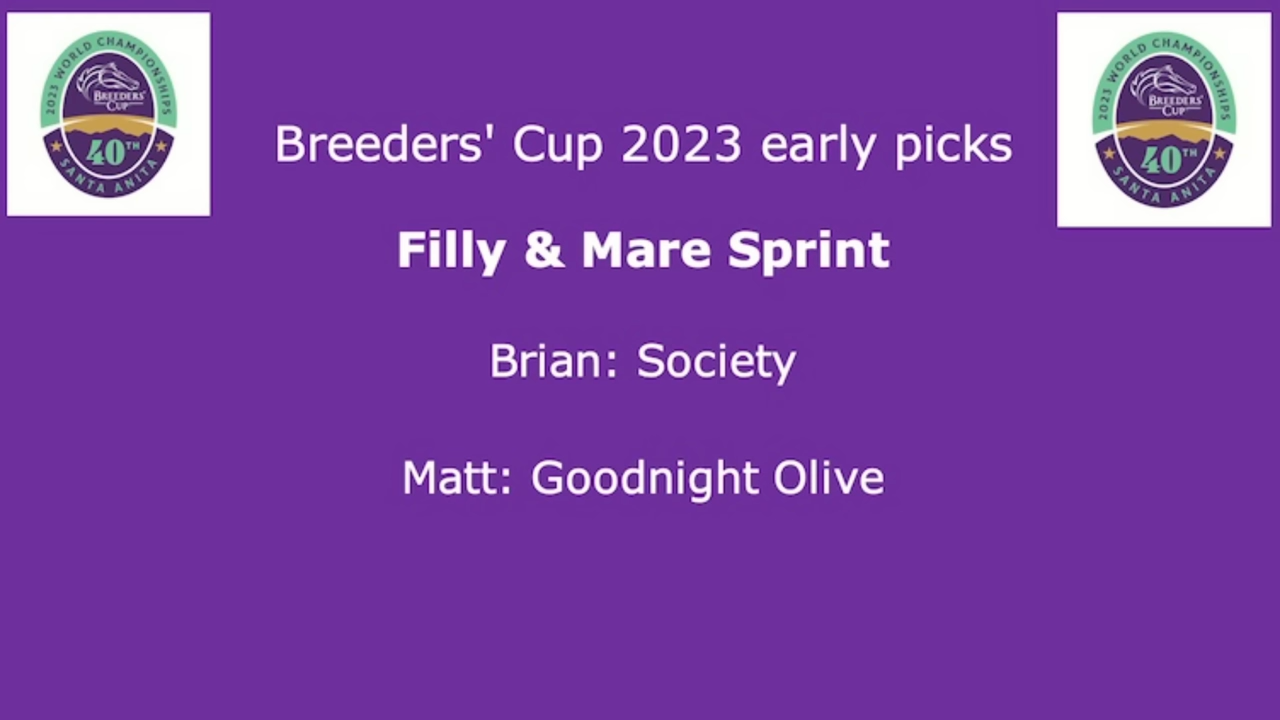 2023 WORLD CHAMPIONSHIPS
BREEDERS'
CUP
40TH
SANTA ANITA
2023 WORLD CHAMPIONSHIPS
BREEDERS'
CUP
40TH
SANTA ANITA
Breeders' Cup 2023 early picks
Filly & Mare Sprint
Brian: Society
Matt: Goodnight Olive